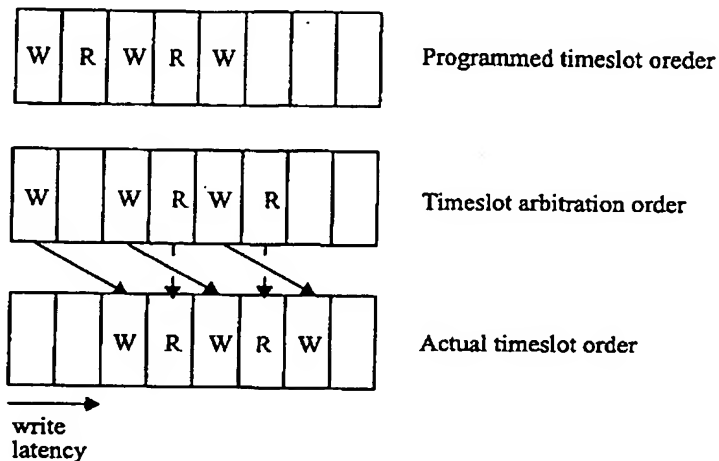 W R W R W Programmed timeslot oreder
W W R W R Timeslot arbitration order
W R W R W Actual timeslot order
write
latency